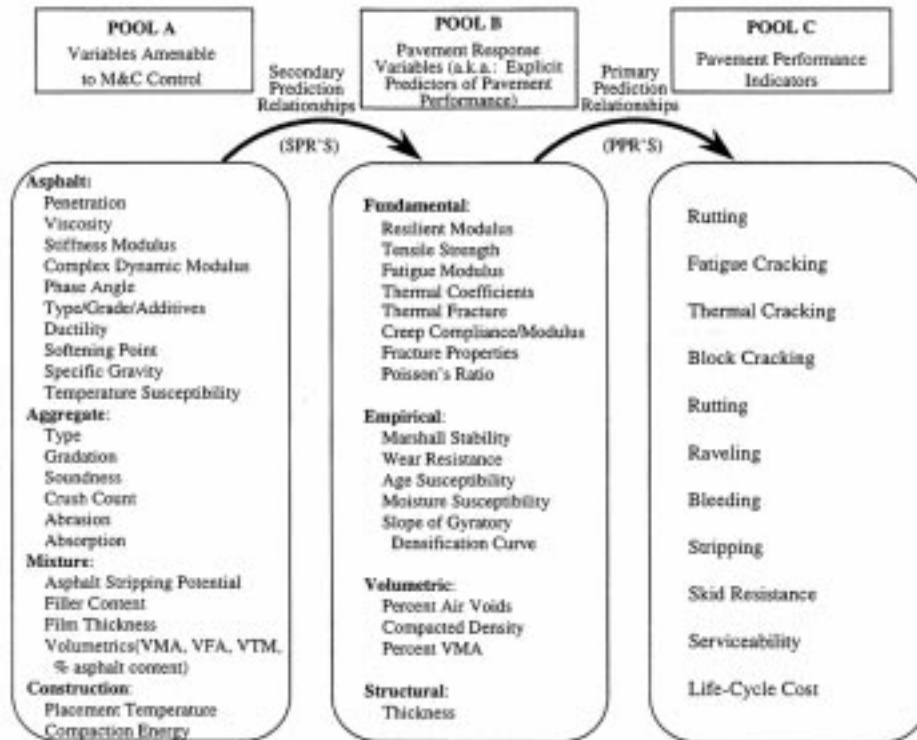 POOL A
Variables Amenable
to M&C Control
Secondary
Prediction
Relationships
(SPR'S)
POOL B
Pavement Response
Variables (a.k.a.: Explicit
Predictors of Pavement
Performance)
Primary
Prediction
Relationships
(PPR'S)
POOL C
Pavement Performance
Indicators
Asphalt:
Penetration
Viscosity
Stiffness Modulus
Complex Dynamic Modulus
Phase Angle
Type/Grade/Additives
Ductility
Softening Point
Specific Gravity
Temperature Susceptibility
Aggregate:
Type
Gradation
Soundness
Crush Count
Abrasion
Absorption
Mixture:
Asphalt Stripping Potential
Filler Content
Film Thickness
Volumetrics(VMA, VFA, VTM,
% asphalt content)
Construction:
Placement Temperature
Compaction Energy
Fundamental:
Resilient Modulus
Tensile Strength
Fatigue Modulus
Thermal Coefficients
Thermal Fracture
Creep Compliance/Modulus
Fracture Properties
Poisson's Ratio
Empirical:
Marshall Stability
Wear Resistance
Age Susceptibility
Moisture Susceptibility
Slope of Gyratory
Densification Curve
Volumetric:
Percent Air Voids
Compacted Density
Percent VMA
Structural:
Thickness
Rutting
Fatigue Cracking
Thermal Cracking
Block Cracking
Rutting
Raveling
Bleeding
Stripping
Skid Resistance
Serviceability
Life-Cycle Cost